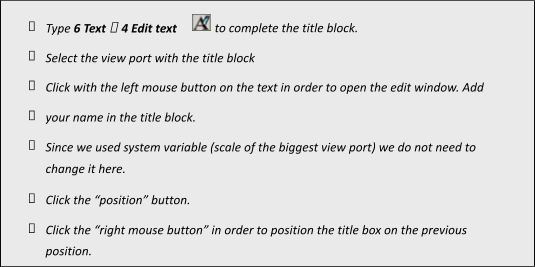 ▯ Type 6 Text ▯ 4 Edit text to complete the title block.
▯ Select the view port with the title block
▯ Click with the left mouse button on the text in order to open the edit window. Add
▯ your name in the title block.
▯ Since we used system variable (scale of the biggest view port) we do not need to
change it here.
▯ Click the “position” button.
▯ Click the “right mouse button” in order to position the title box on the previous
position.